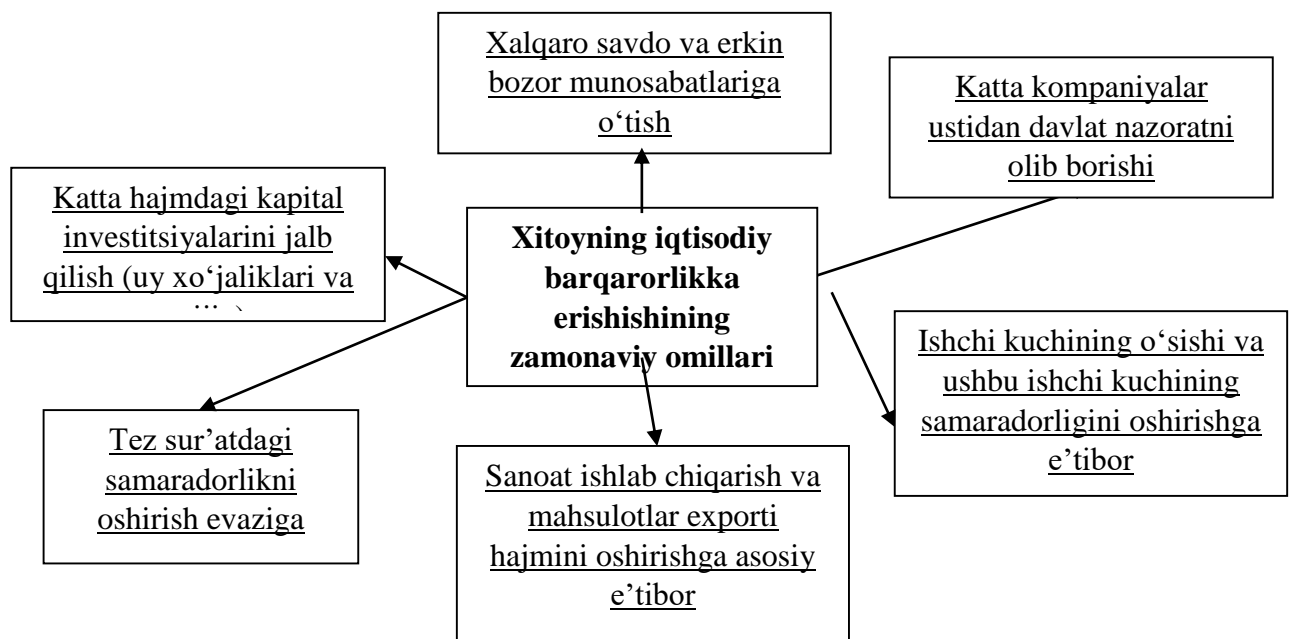 Xalqaro savdo va erkin
bozor munosabatlariga
o‘tish
Katta kompaniyalar
ustidan davlat nazoratni
olib borishi
Katta hajmdagi kapital
investitsiyalarini jalb
qilish (uy xo‘jaliklari va
Xitoyning iqtisodiy
barqarorlikka
erishishining
zamonaviy omillari
Ishchi kuchining o‘sishi va
ushbu ishchi kuchining
samaradorligini oshirishga
e’tibor
Tez sur’atdagi
samaradorlikni
oshirish evaziga
Sanoat ishlab chiqarish va
mahsulotlar exporti
hajmini oshirishga asosiy
e’tibor